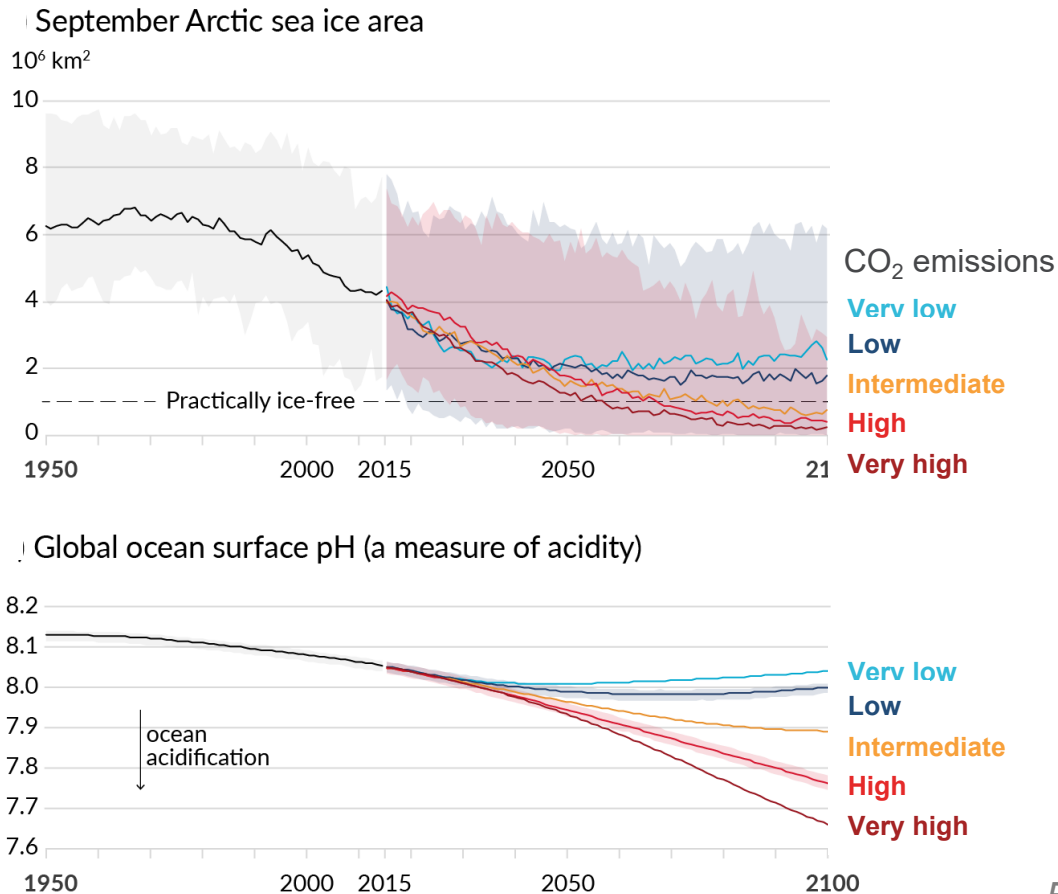 September Arctic sea ice area
10⁶ km²
10
8
6
4
2
Practically ice-free
0
1950 2000 2015 2050 21
CO₂ emissions
Very low
Low
Intermediate
High
Very high
Global ocean surface pH (a measure of acidity)
8.2
8.1
8.0
7.9
7.8
7.7
7.6
ocean
acidification
1950 2000 2015 2050 2100
Very low
Low
Intermediate
High
Very high